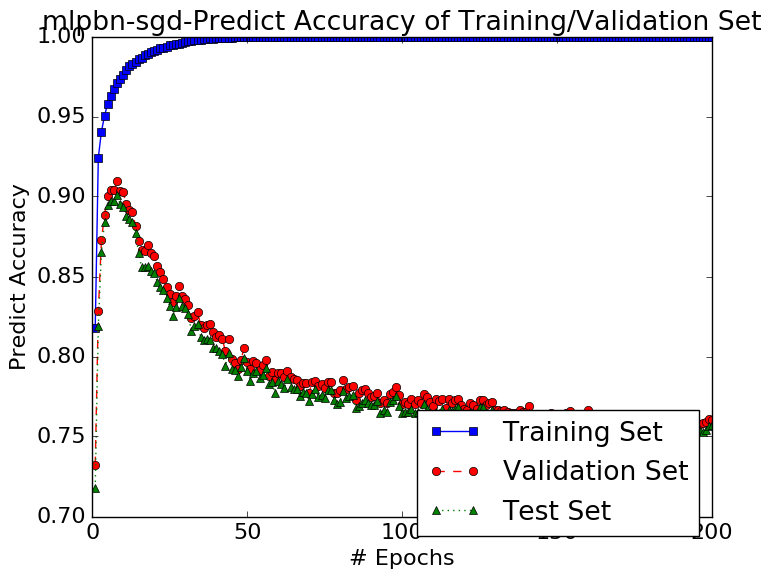 mlpbn-sgd-Predict Accuracy of Training/Validation Set
1.00
0.95
0.90
0.85
0.80
0.75
0.70
Predict Accuracy
Training Set
Validation Set
Test Set
0 50 100 200
# Epochs